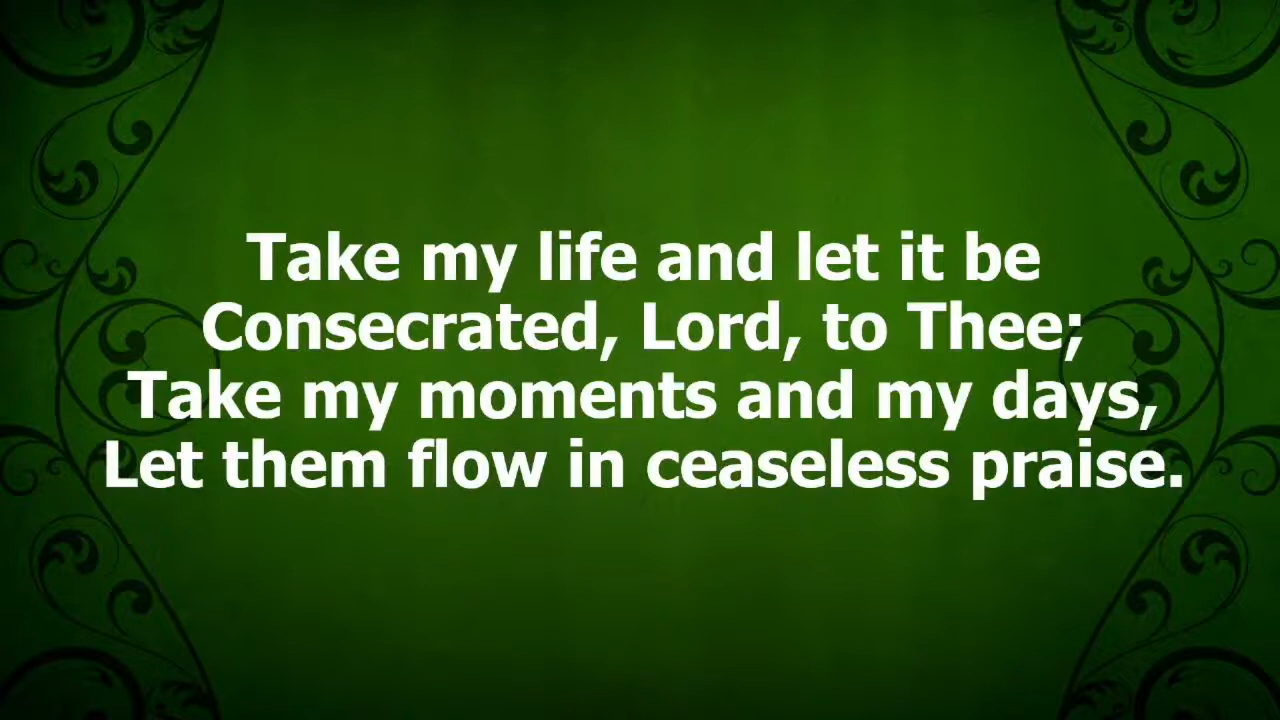 Take my life and let it be
Consecrated, Lord, to Thee;
Take my moments and my days,
Let them flow in ceaseless praise.